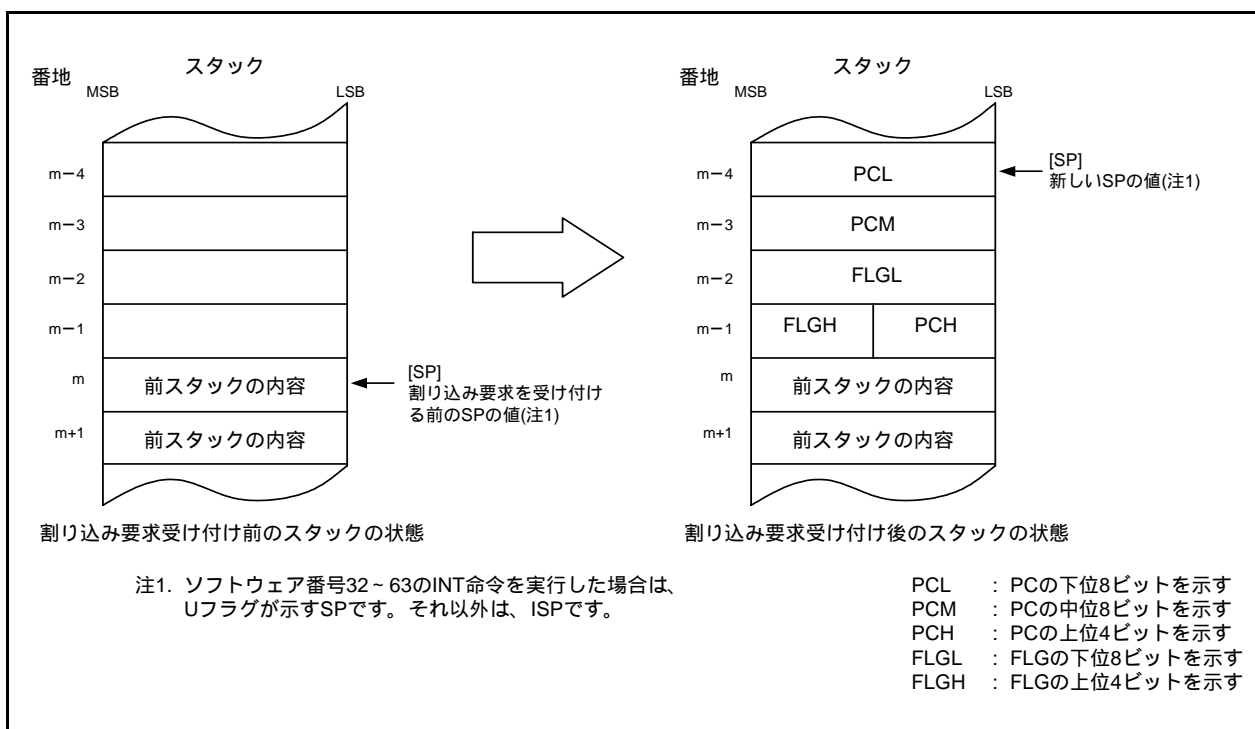 スタック
番地
MSB
LSB
m－4
m－3
m－2
m－1
m
前スタックの内容
m+1
前スタックの内容
[SP]
割り込み要求を受け付け
る前のSPの値(注1)
割り込み要求受け付け前のスタックの状態
スタック
番地
MSB
LSB
m－4
PCL
[SP]
新しいSPの値(注1)
m－3
PCM
m－2
FLGL
m－1
FLGH
PCH
m
前スタックの内容
m+1
前スタックの内容
割り込み要求受け付け後のスタックの状態
注1. ソフトウェア番号32～63のINT命令を実行した場合は、
Uフラグが示すSPです。それ以外は、ISPです。
PCL : PCの下位8ビットを示す
PCM : PCの中位8ビットを示す
PCH : PCの上位4ビットを示す
FLGL : FLGの下位8ビットを示す
FLGH : FLGの上位4ビットを示す